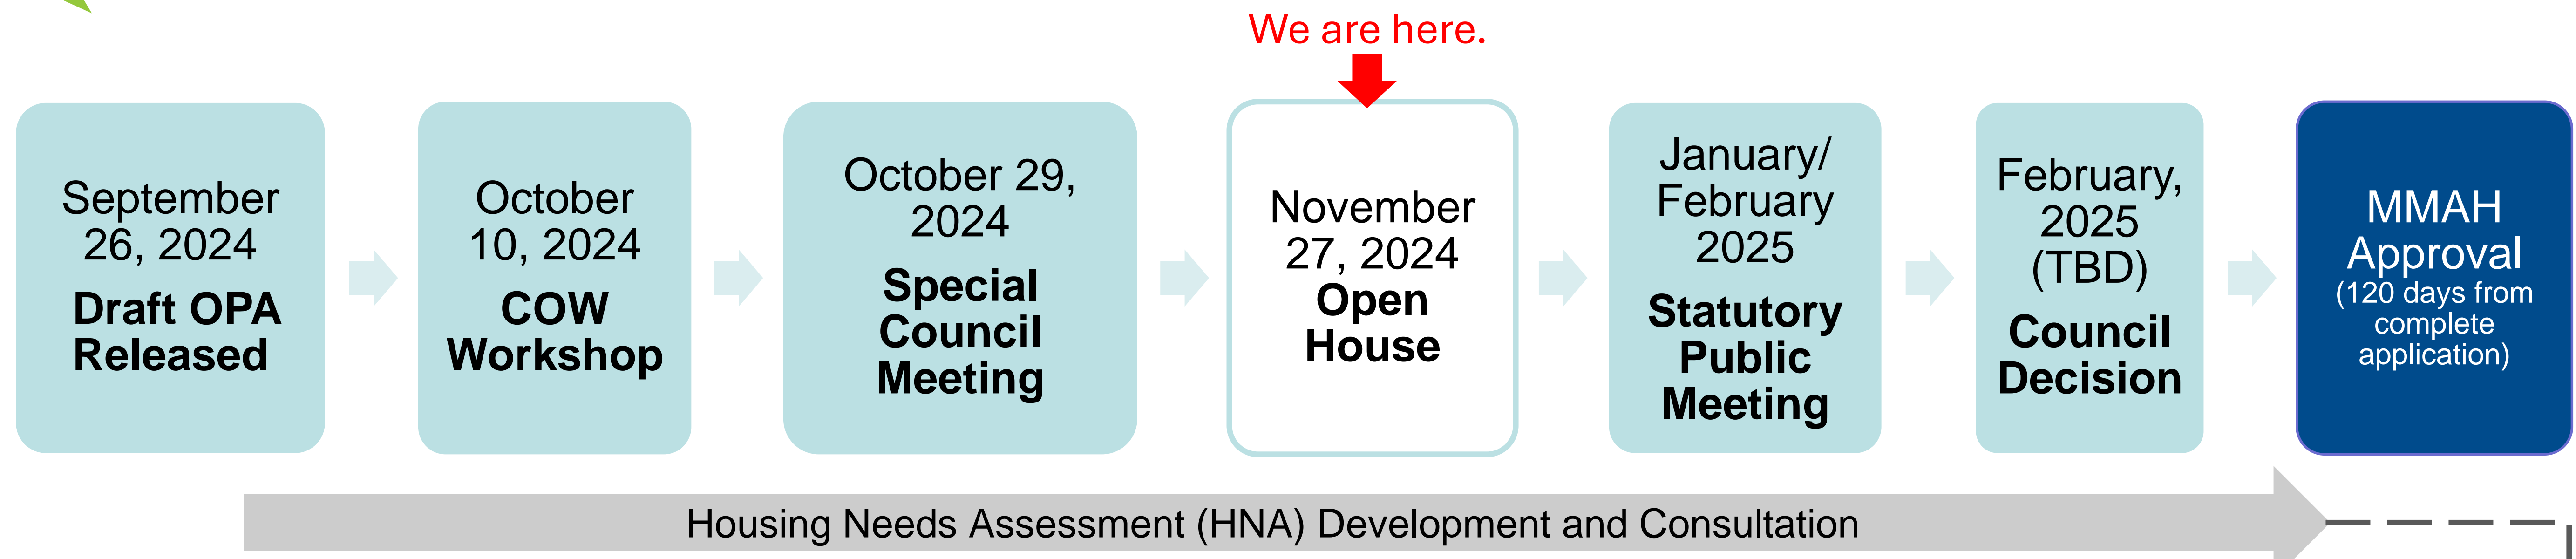 We are here.
September
26, 2024
Draft OPA
Released
October
10, 2024
COW
Workshop
October 29,
2024
Special
Council
Meeting
November
27, 2024
Open
House
January/
February
2025
Statutory
Public
Meeting
February,
2025
(TBD)
Council
Decision
MMAH
Approval
(120 days from
complete
application)
Housing Needs Assessment (HNA) Development and Consultation